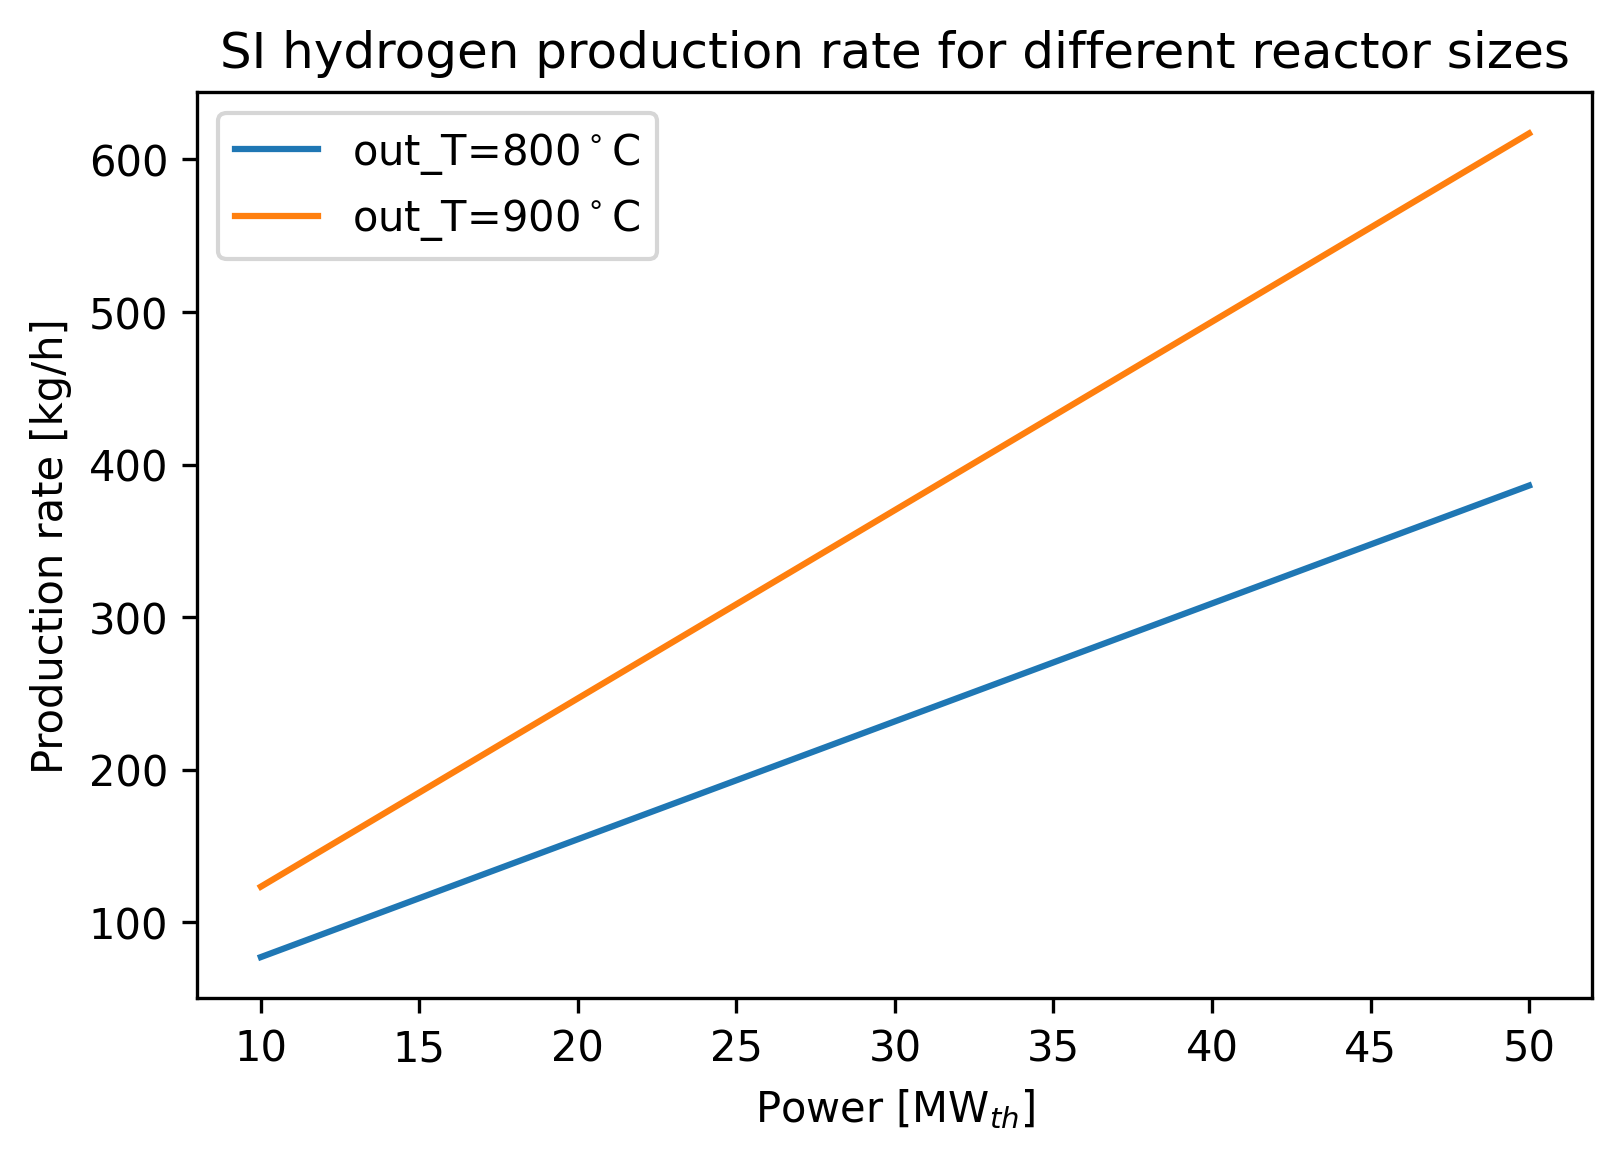 SI hydrogen production rate for different reactor sizes
out_T=800°C
out_T=900°C
Production rate [kg/h]
600
500
400
300
200
100
10 15 20 25 30 35 40 45 50
Power [MW_th]